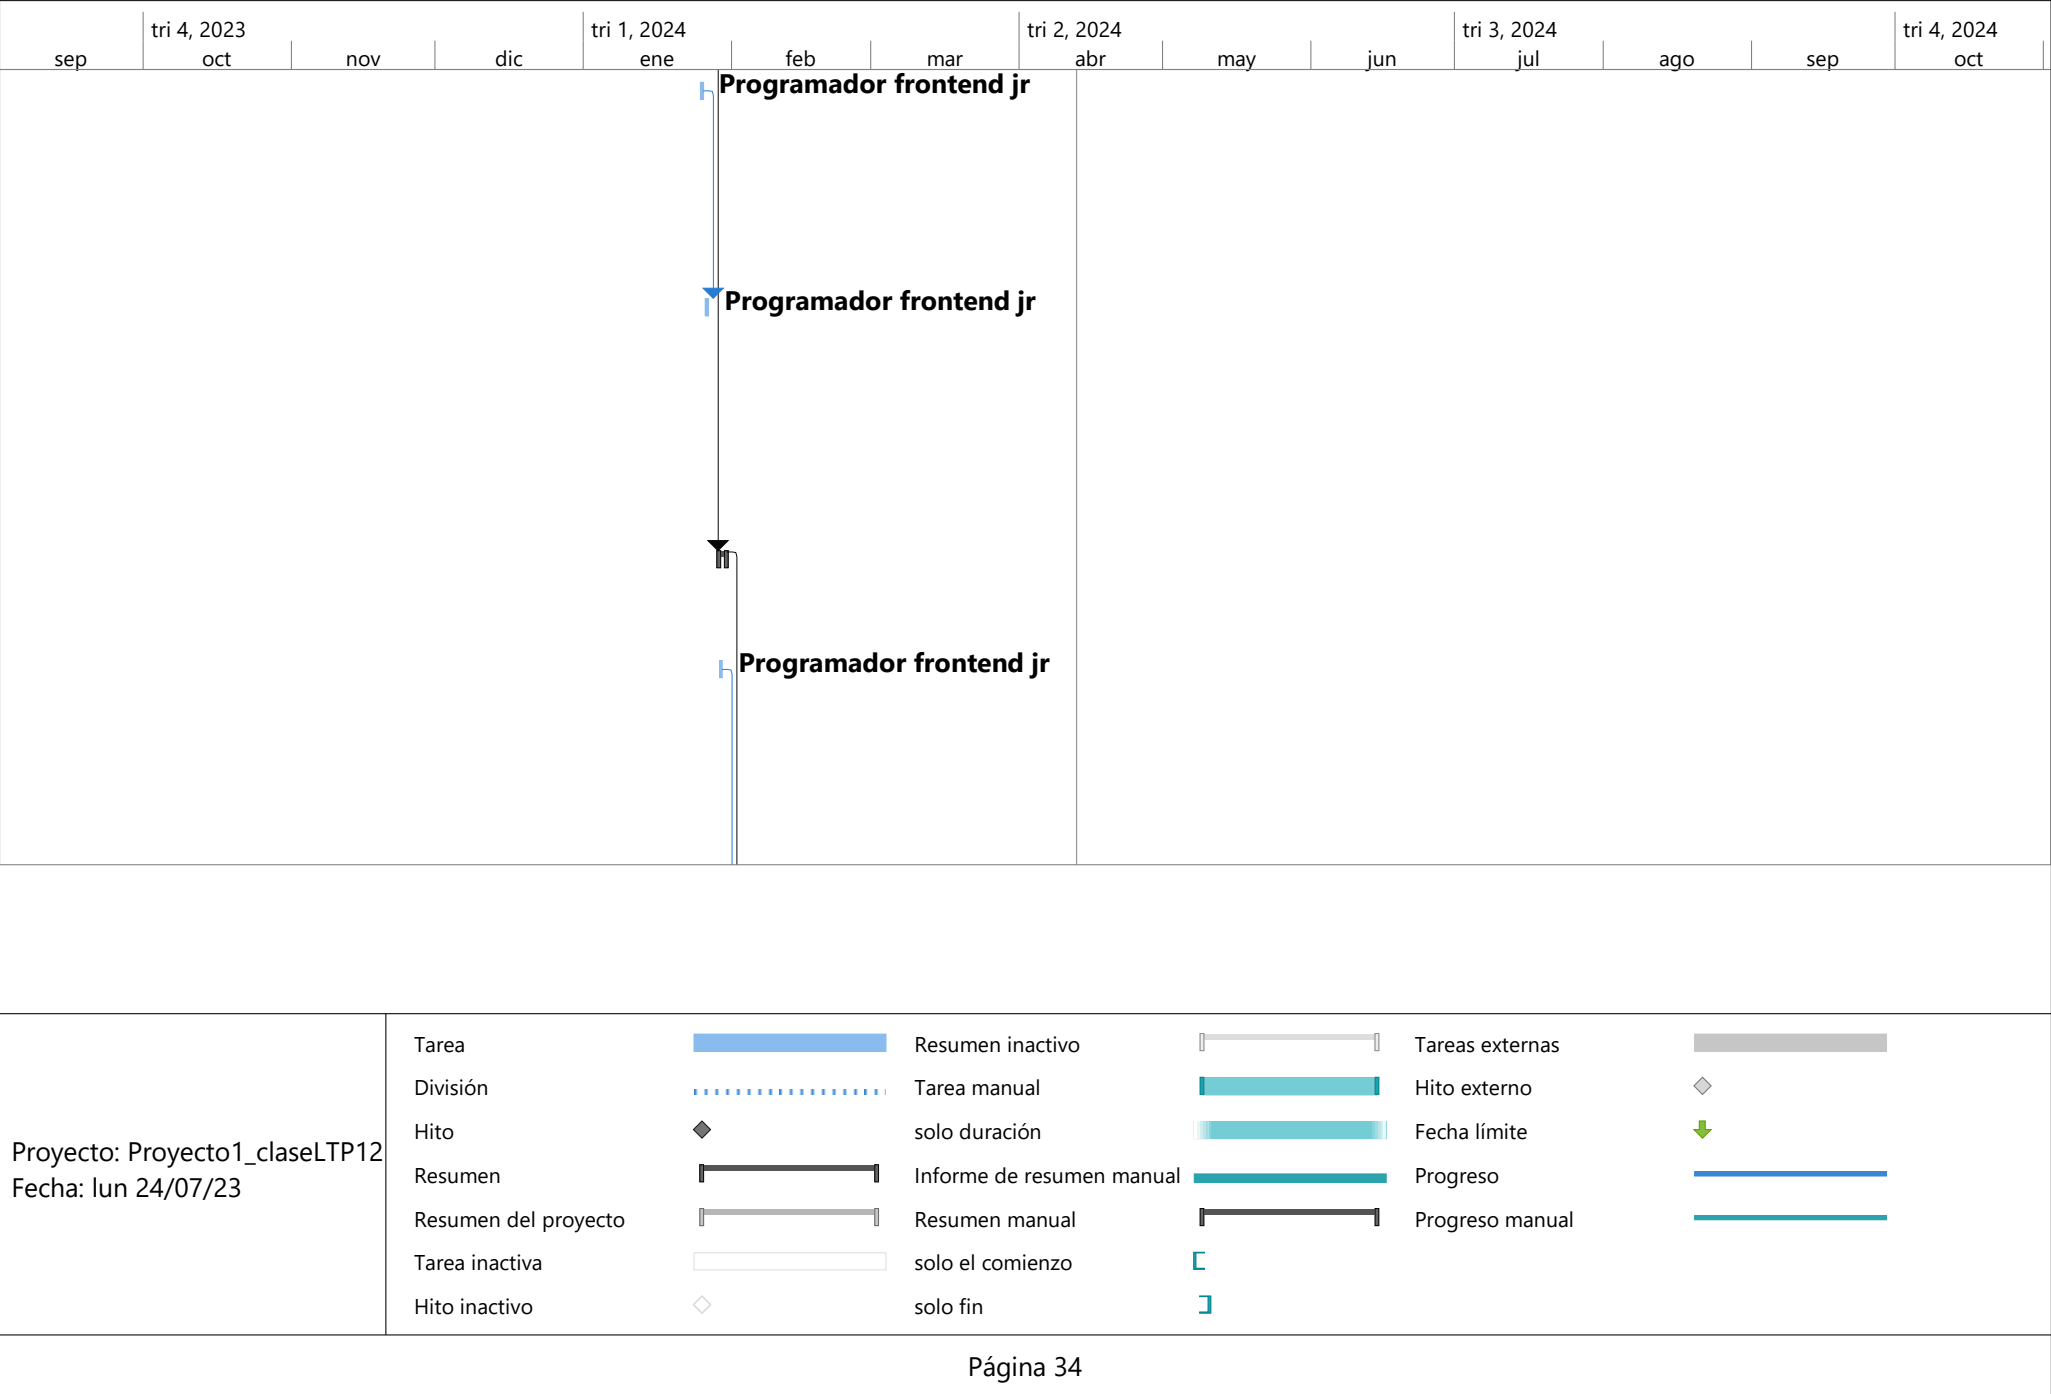 tri 4, 2023 tri 1, 2024 tri 2, 2024 tri 3, 2024 tri 4, 2024
sep oct nov dic ene feb mar abr may jun jul ago sep oct
Programador frontend jr
Programador frontend jr
Programador frontend jr
Proyecto: Proyecto1_claseLTP12
Fecha: lun 24/07/23
Tarea
División
Hito
Resumen
Resumen del proyecto
Tarea inactiva
Hito inactivo
Resumen inactivo
Tarea manual
solo duración
Informe de resumen manual
Resumen manual
solo el comienzo
solo fin
Tareas externas
Hito externo
Fecha límite
Progreso
Progreso manual
Página 34